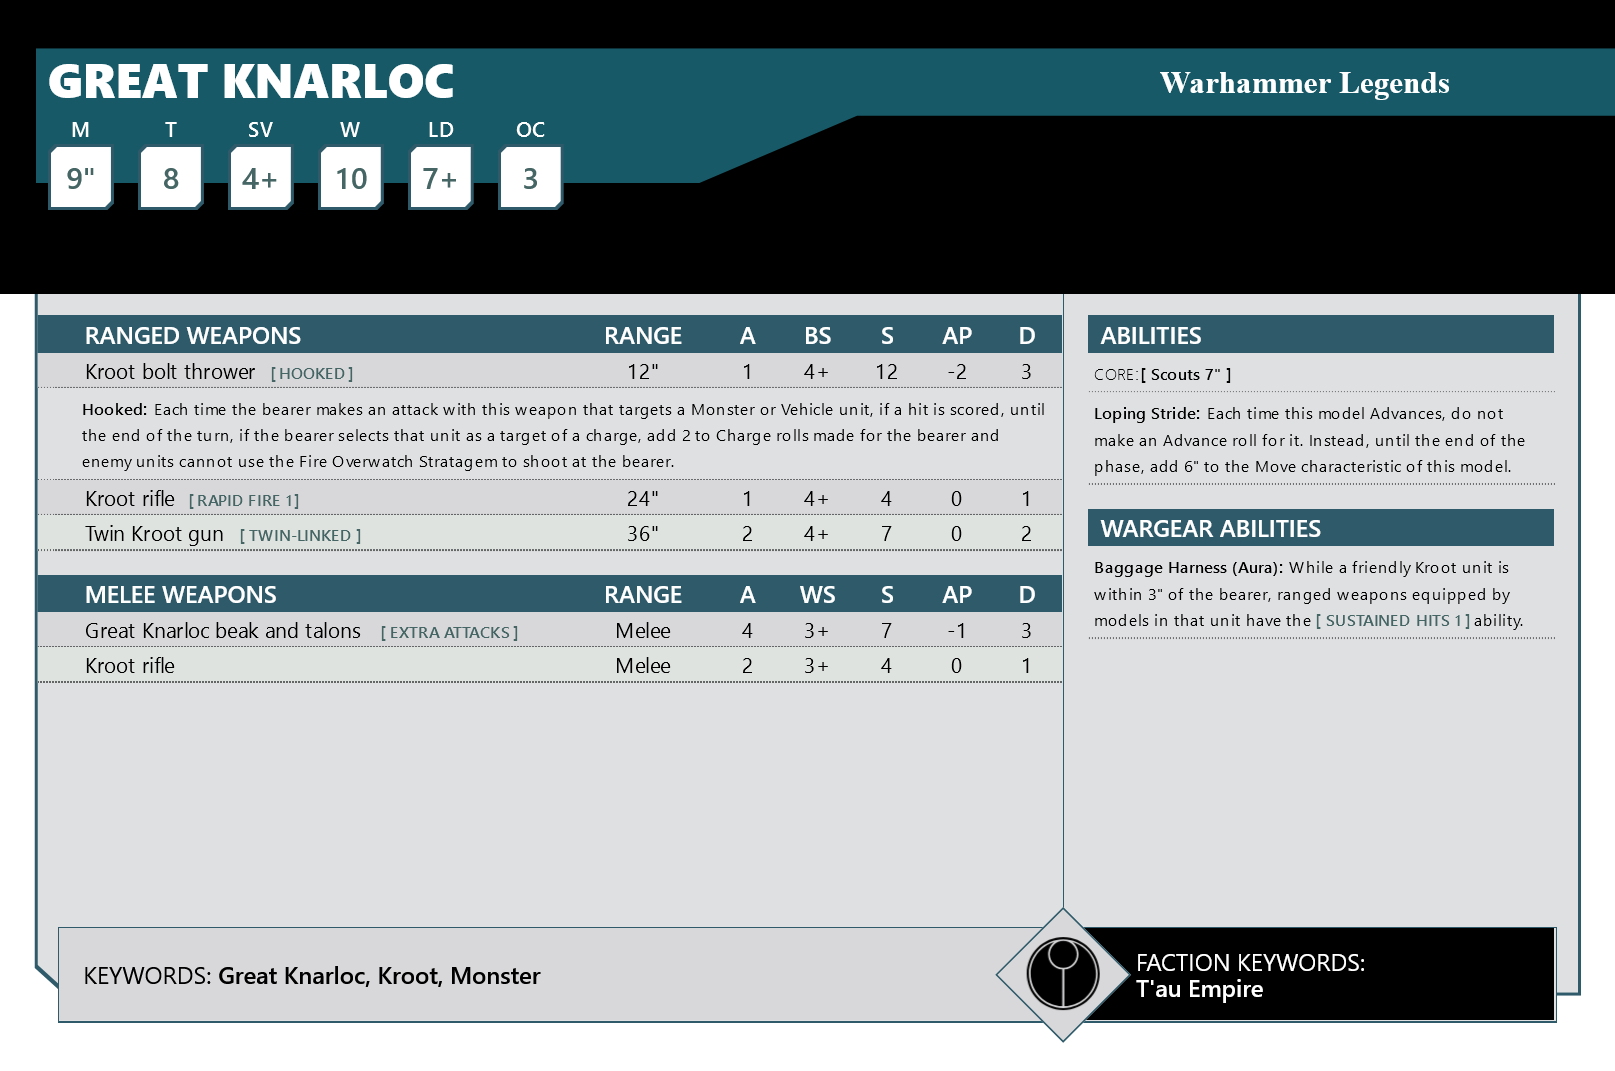 GREAT KNARLOC
Warhammer Legends
M T SV W LD OC
9" 8 4+ 10 7+ 3
RANGED WEAPONS RANGE A BS S AP D
Kroot bolt thrower [ HOOKED ] 12" 1 4+ 12 -2 3
Hooked: Each time the bearer makes an attack with this weapon that targets a Monster or Vehicle unit, if a hit is scored, until
the end of the turn, if the bearer selects that unit as a target of a charge, add 2 to Charge rolls made for the bearer and
enemy units cannot use the Fire Overwatch Stratagem to shoot at the bearer.
Kroot rifle [ RAPID FIRE 1] 24" 1 4+ 4 0 1
Twin Kroot gun [ TWIN-LINKED ] 36" 2 4+ 7 0 2
MELEE WEAPONS RANGE A WS S AP D
Great Knarloc beak and talons [ EXTRA ATTACKS ] Melee 4 3+ 7 -1 3
Kroot rifle Melee 2 3+ 4 0 1
ABILITIES
CORE:[ Scouts 7" ]
Loping Stride: Each time this model Advances, do not
make an Advance roll for it. Instead, until the end of the
phase, add 6" to the Move characteristic of this model.
WARGEAR ABILITIES
Baggage Harness (Aura): While a friendly Kroot unit is
within 3" of the bearer, ranged weapons equipped by
models in that unit have the [ SUSTAINED HITS 1 ] ability.
KEYWORDS: Great Knarloc, Kroot, Monster
FACTION KEYWORDS:
T'au Empire